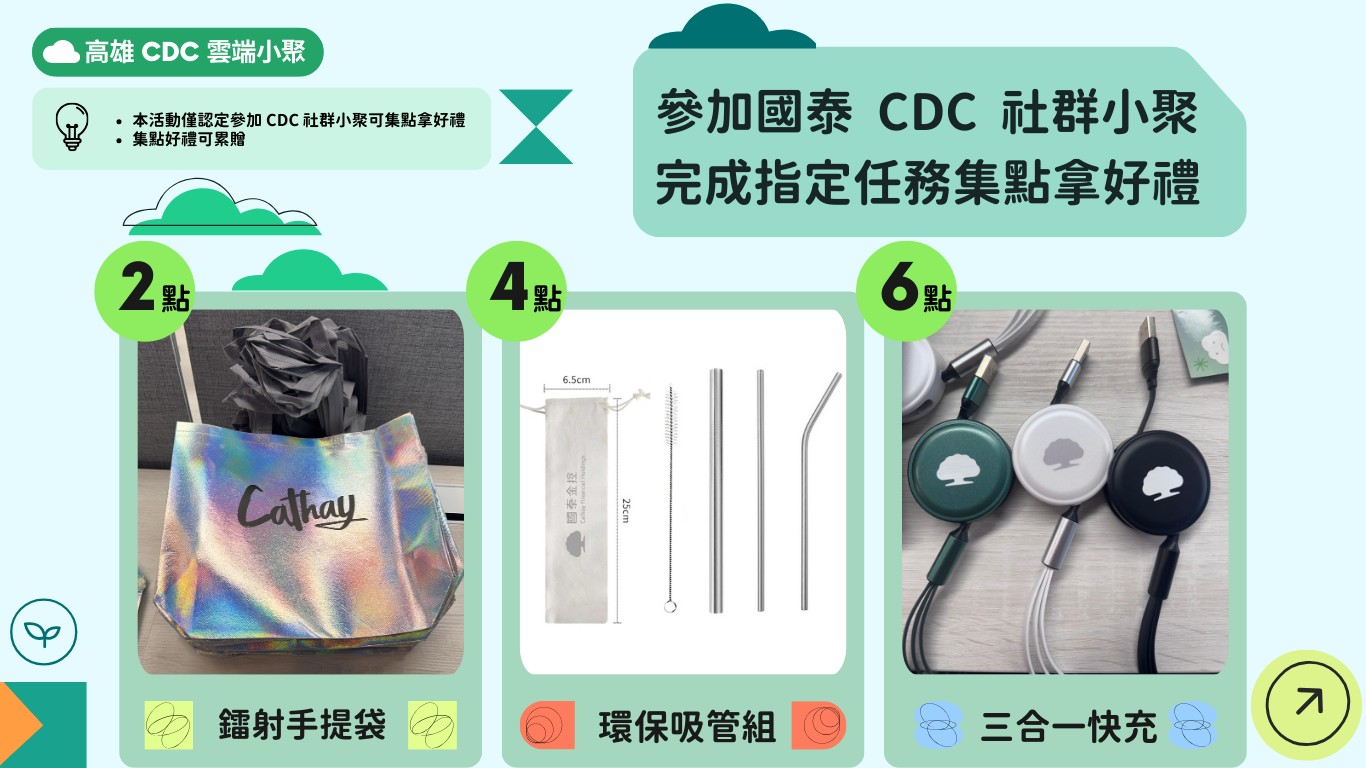 高雄 CDC 雲端小聚
本活動僅認定參加 CDC 社群小聚可集點拿好禮
集點好禮可累贈
參加國泰 CDC 社群小聚
完成指定任務集點拿好禮
2點
4點
6點
Cathay
6.5cm
25cm
國泰金控
Cathay Financial Holdings
鐳射手提袋
環保吸管組
三合一快充